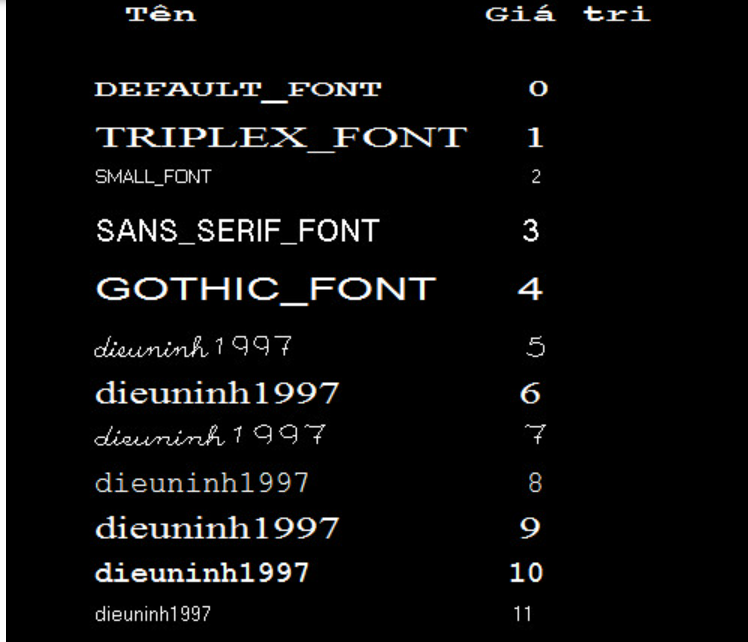 Tên Giá tri
DEFAULT_FONT 0
TRIPLEX_FONT 1
SMALL_FONT 2
SANS_SERIF_FONT 3
GOTHIC_FONT 4
dieuninh1997 5
dieuninh1997 6
dieuninh1997 7
dieuninh1997 8
dieuninh1997 9
dieuninh1997 10
dieuninh1997 11